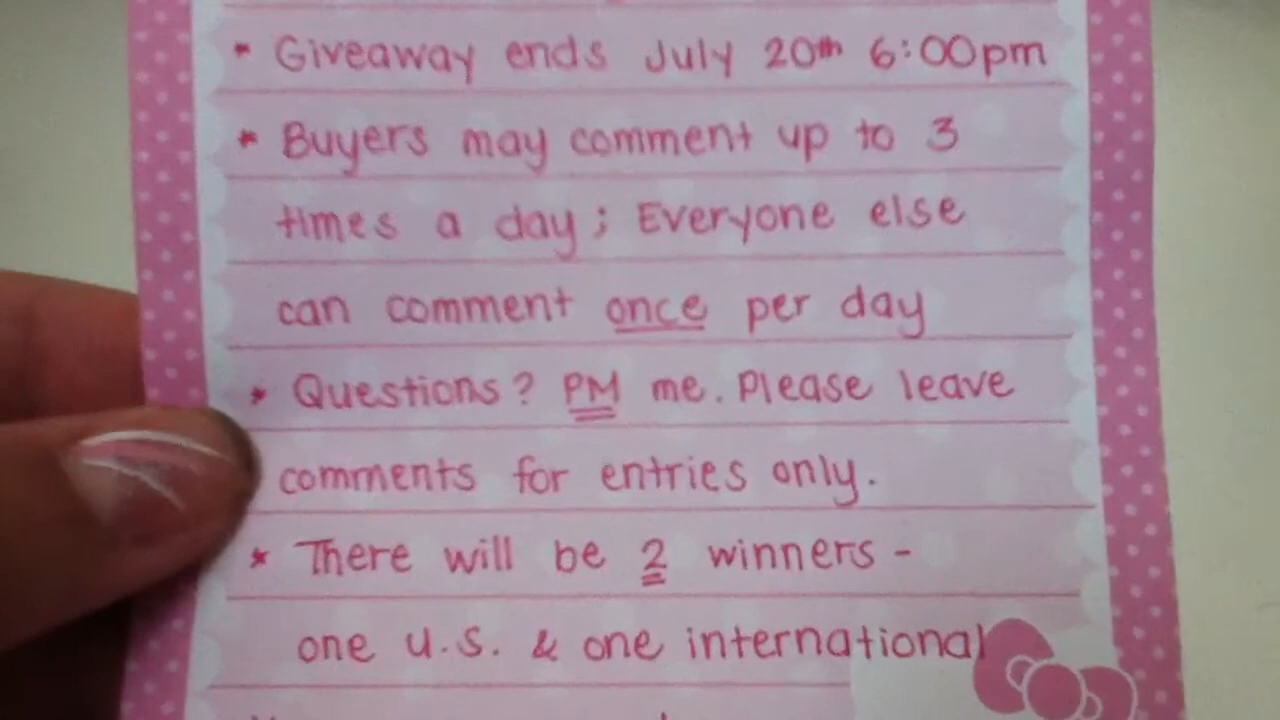 * Giveaway ends July 20th 6:00pm
* Buyers may comment up to 3
times a day; Everyone else
can comment once per day
* Questions? PM me. Please leave
comments for entries only.
* There will be 2 winners -
one u.s. & one international